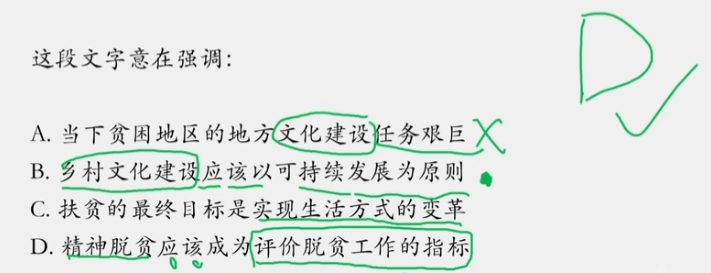 这段文字意在强调：
D
A. 当下贫困地区的地方文化建设任务艰巨
B. 乡村文化建设应该以可持续发展为原则
C. 扶贫的最终目标是实现生活方式的变革
D. 精神脱贫应该成为评价脱贫工作的指标